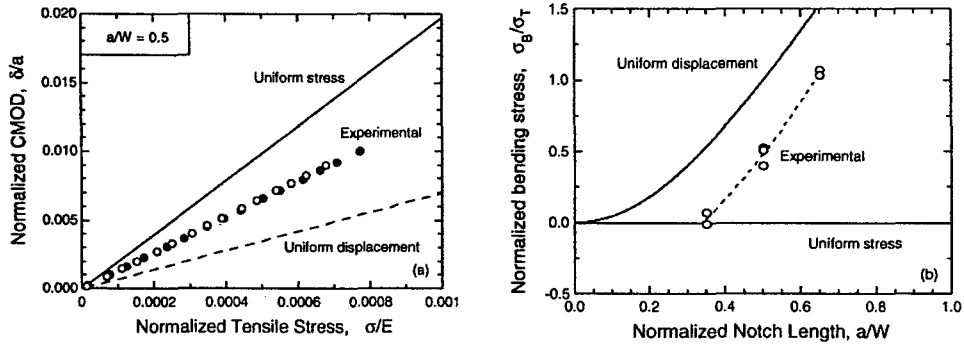 0.020
a/W = 0.5
0.015
Uniform stress
Normalized CMOD, δ/a
Experimental
0.010
0.005
Uniform displacement
0.000
(a)
0 0.0002 0.0004 0.0006 0.0008 0.001
Normalized Tensile Stress, σ/E
1.5
Uniform displacement
Normalized bending stress, σB/σT
1.0
Experimental
0.5
0.0
Uniform stress
(b)
-0.5
0.0 0.2 0.4 0.6 0.8 1.0
Normalized Notch Length, a/W